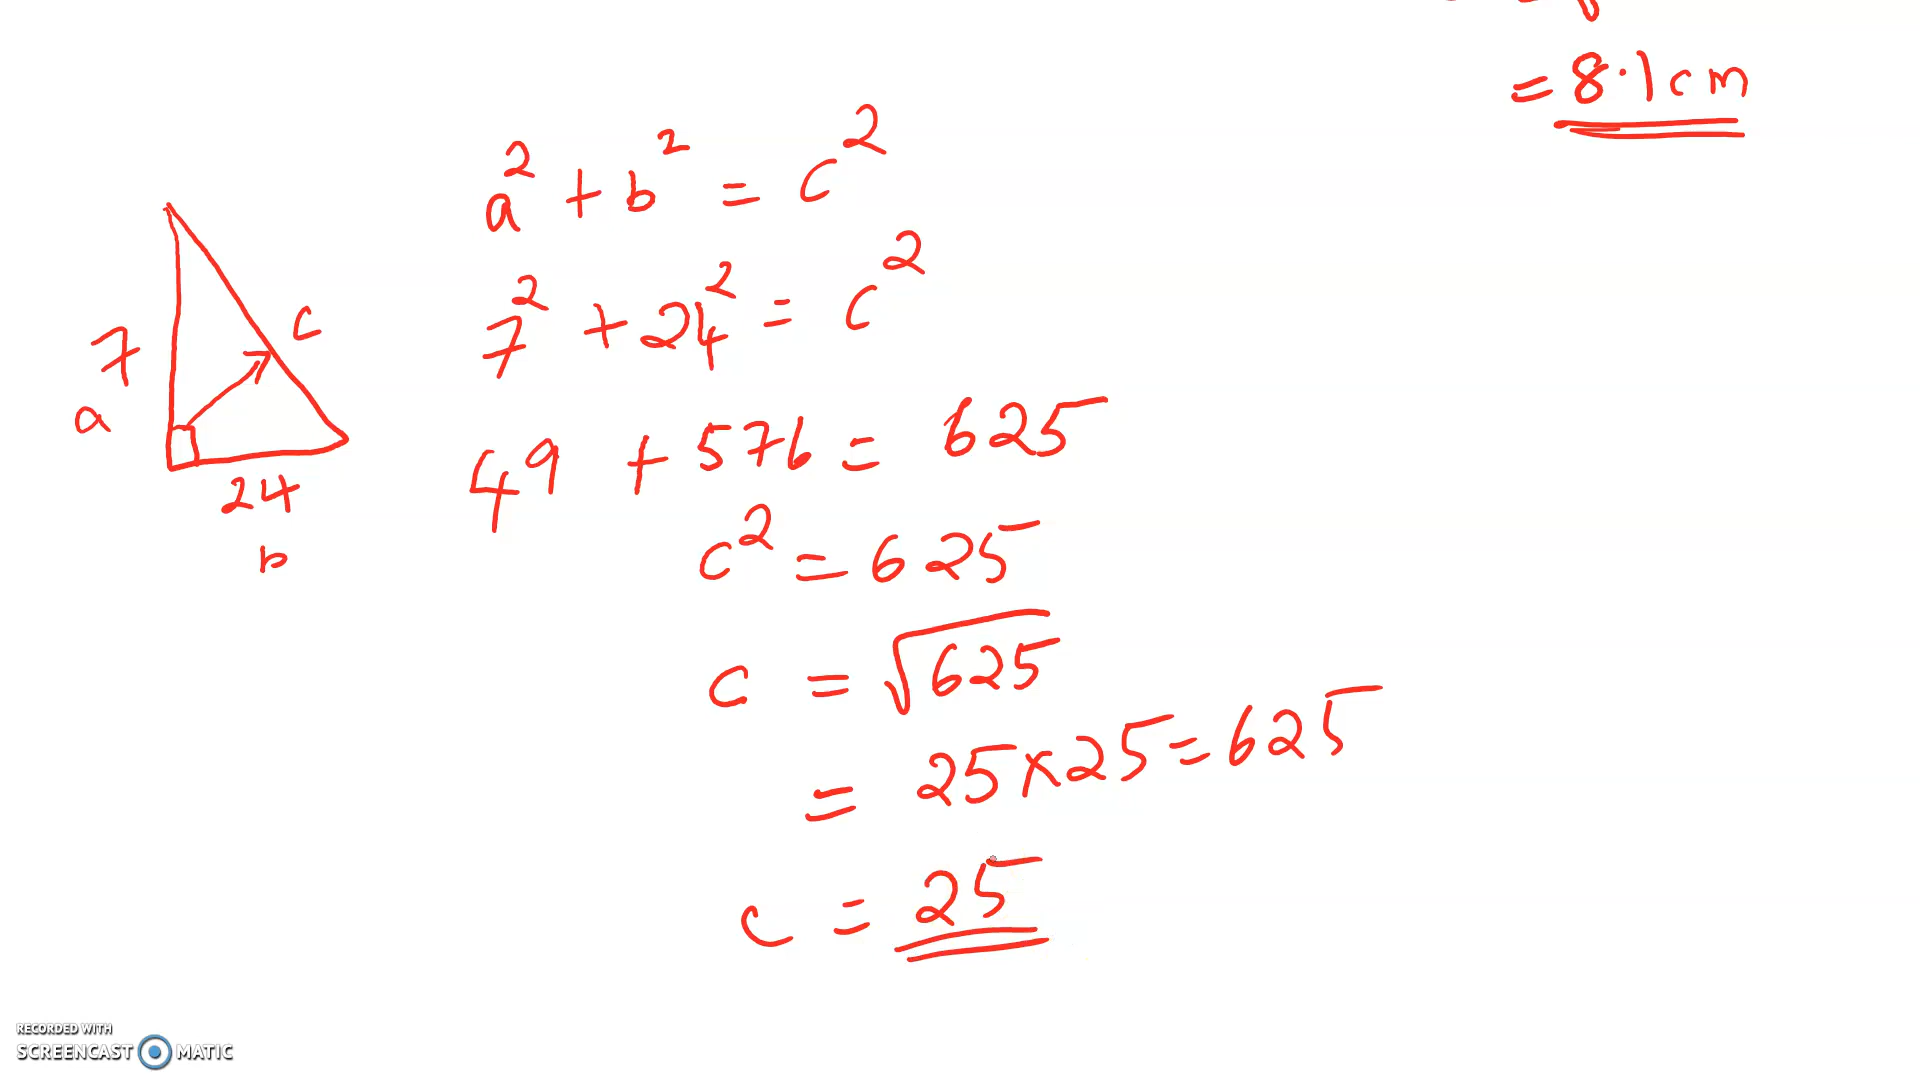 = 8.1cm
a² + b² = c²
7² + 24² = c²
c
7
a
49 + 576 = 625
24
b
c² = 625
c = √625
= 25×25=625
c = 25
RECORDED WITH
SCREENCAST MATIC